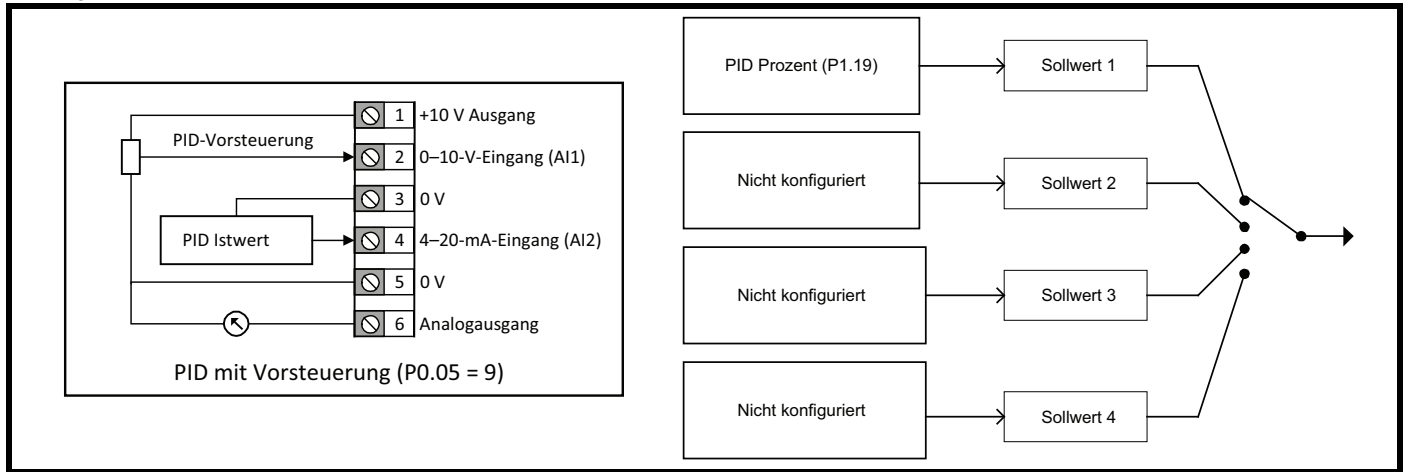 1 +10 V Ausgang
PID-Vorsteuerung
2 0–10-V-Eingang (AI1)
3 0 V
PID Istwert
4 4–20-mA-Eingang (AI2)
5 0 V
6 Analogausgang
PID mit Vorsteuerung (P0.05 = 9)
PID Prozent (P1.19)
Sollwert 1
Nicht konfiguriert
Sollwert 2
Nicht konfiguriert
Sollwert 3
Nicht konfiguriert
Sollwert 4